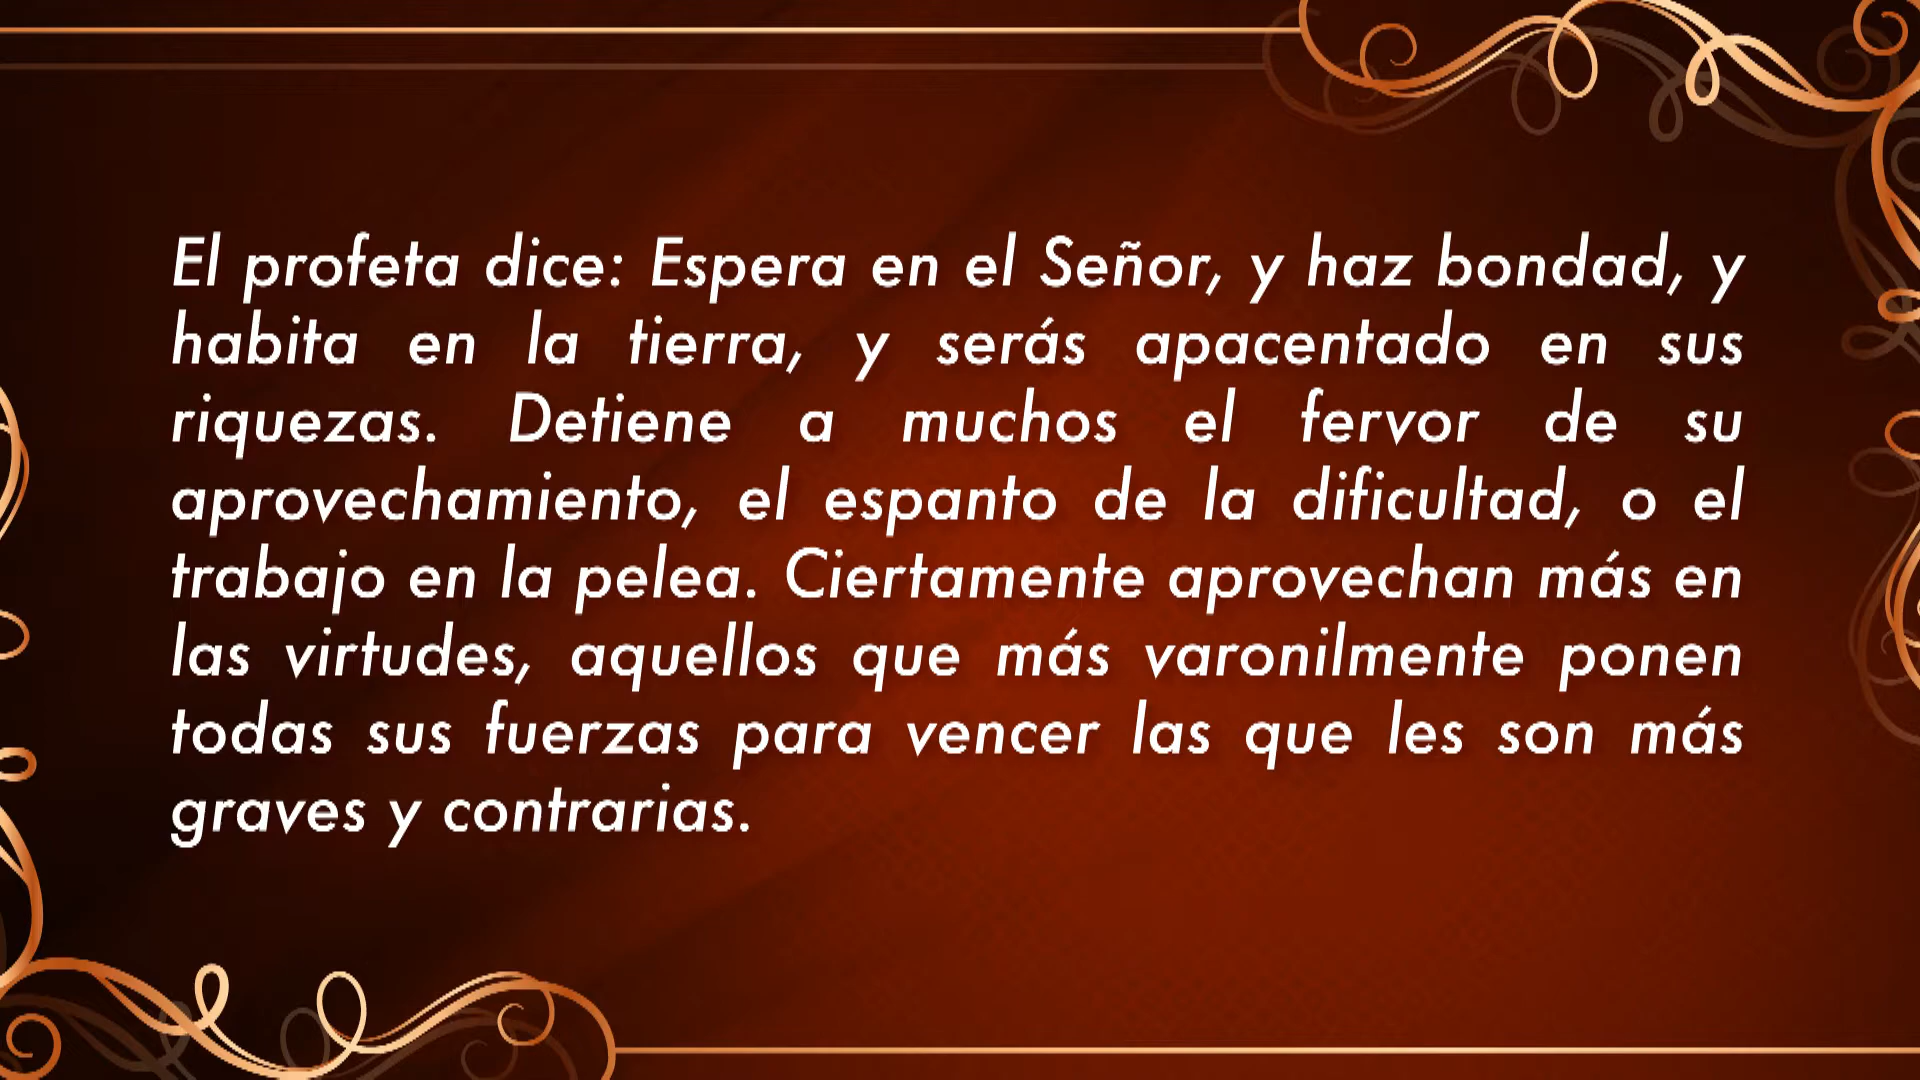 El profeta dice: Espera en el Señor, y haz bondad, y
habita en la tierra, y serás apacentado en sus
riquezas. Detiene a muchos el fervor de su
aprovechamiento, el espanto de la dificultad, o el
trabajo en la pelea. Ciertamente aprovechan más en
las virtudes, aquellos que más varonilmente ponen
todas sus fuerzas para vencer las que les son más
graves y contrarias.